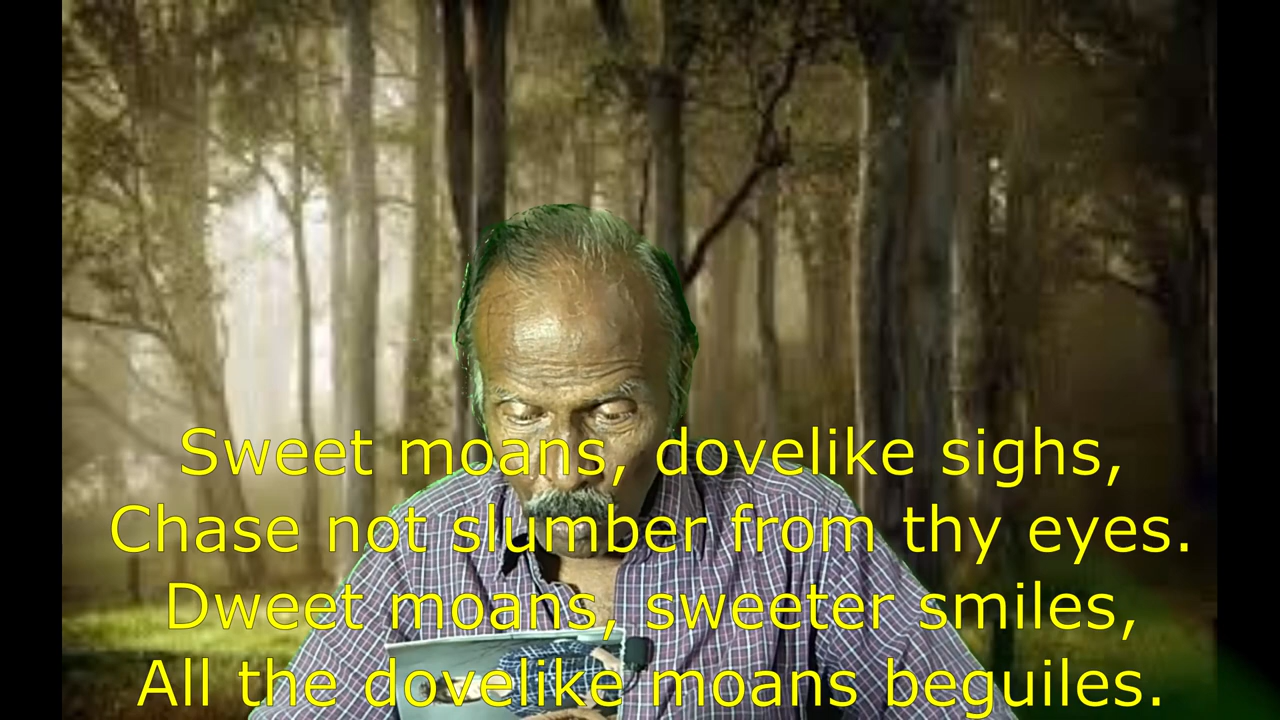 Sweet moans, dovelike sighs,
Chase not slumber from thy eyes.
Dweet moans, sweeter smiles,
All the dovelike moans beguiles.